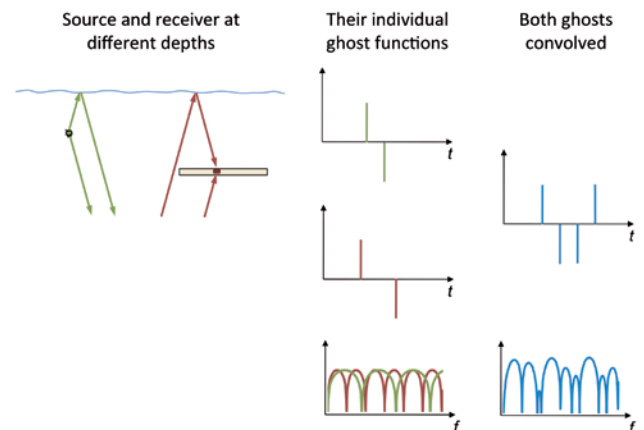 Source and receiver at
different depths
Their individual
ghost functions
Both ghosts
convolved
t
t
t
f
f